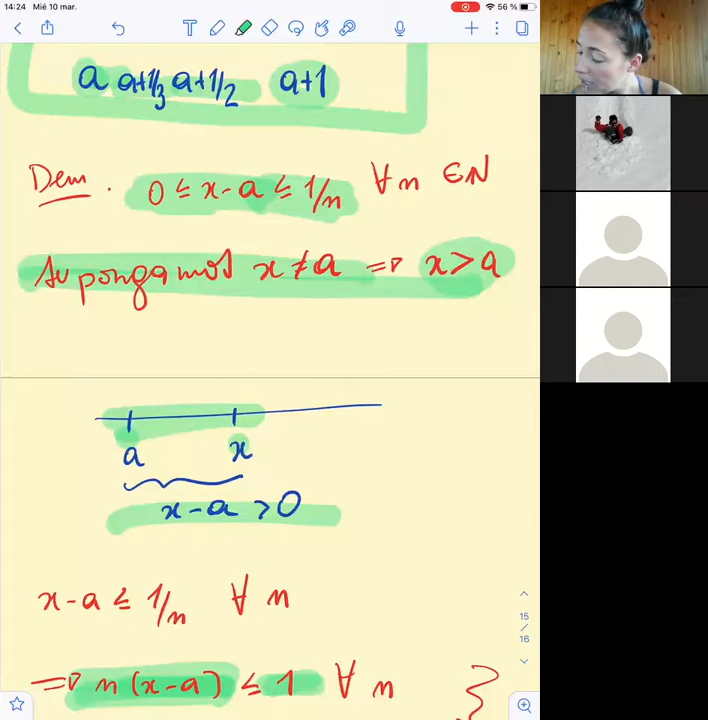 14:24 Mié 10 mar.
56 %
a a+1/3 a+1/2 a+1
Dem. 0 ≤ x-a ≤ 1/n ∀n ∈N
Supongamos x≠a => x>a
a x
x-a >0
x-a ≤ 1/n ∀ n
=> n(x-a) ≤ 1 ∀ n }
15
/
16